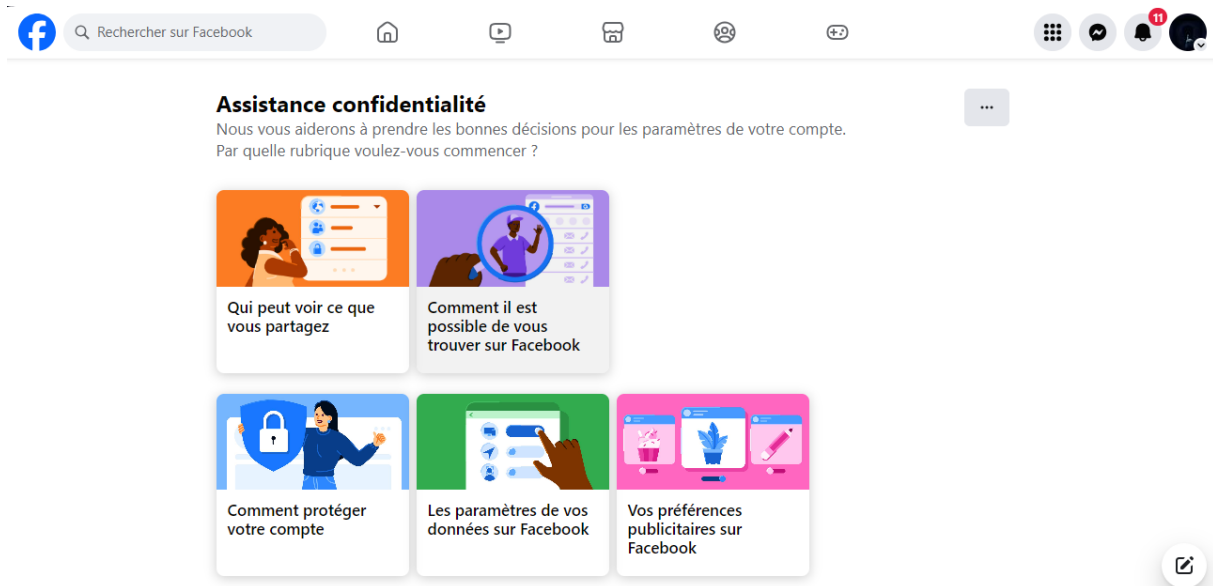 Rechercher sur Facebook
11
Assistance confidentialité
Nous vous aiderons à prendre les bonnes décisions pour les paramètres de votre compte.
Par quelle rubrique voulez-vous commencer ?
Qui peut voir ce que
vous partagez
Comment il est
possible de vous
trouver sur Facebook
Comment protéger
votre compte
Les paramètres de vos
données sur Facebook
Vos préférences
publicitaires sur
Facebook